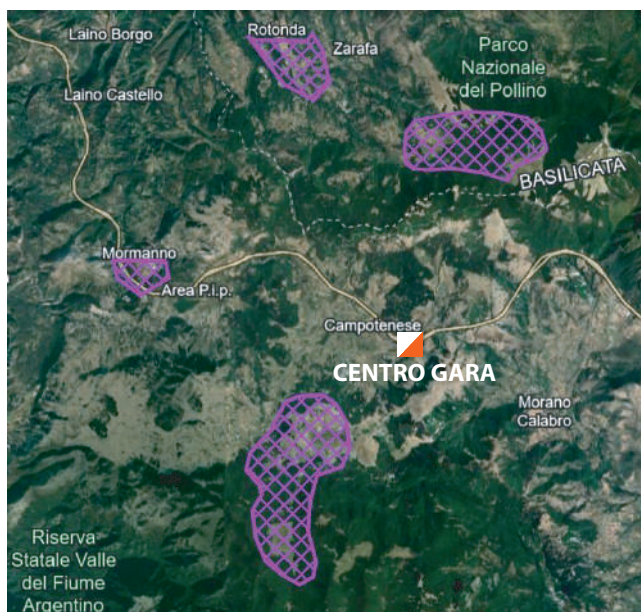 Laino Borgo
Rotonda
Zarafa
Parco
Nazionale
del Pollino
Laino Castello
BASILICATA
Mormanno
Area P.i.p.
Campotenese
CENTRO GARA
Morano
Calabro
Riserva
Statale Valle
del Fiume
Argentino